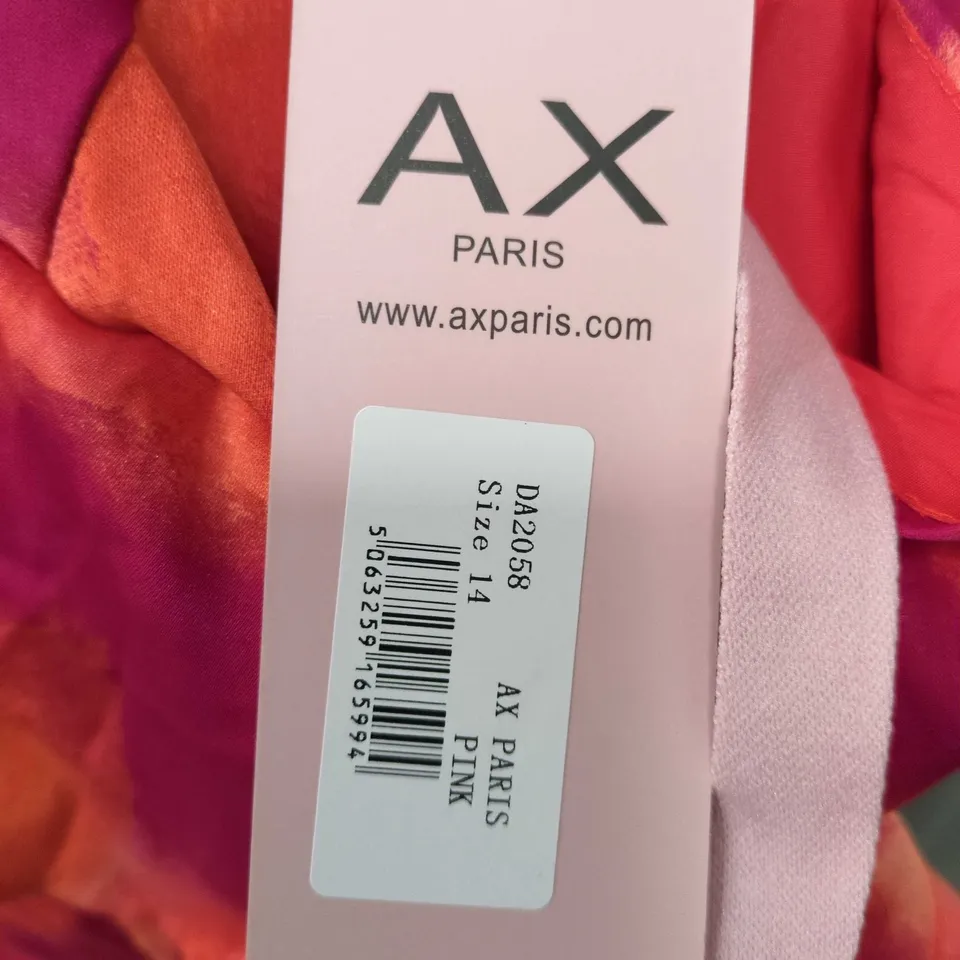 AX
PARIS
www.axparis.com
DA2058
AX PARIS
Size 14
PINK
5063259165994